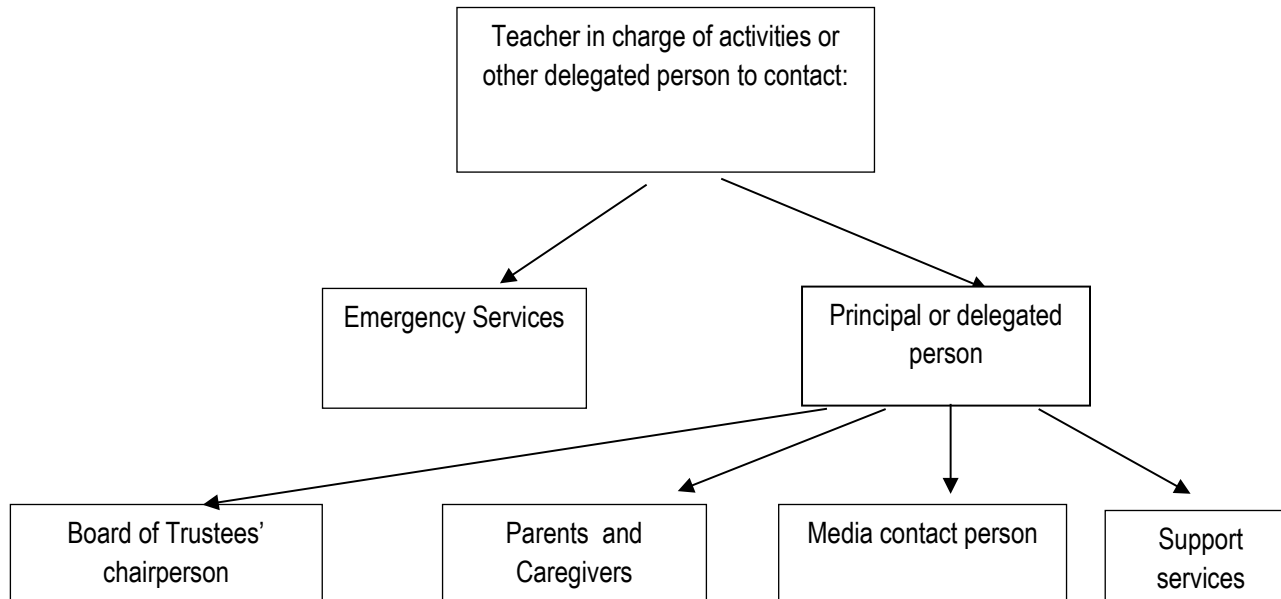 Teacher in charge of activities or
other delegated person to contact:
Emergency Services
Principal or delegated
person
Board of Trustees’
chairperson
Parents and
Caregivers
Media contact person
Support
services